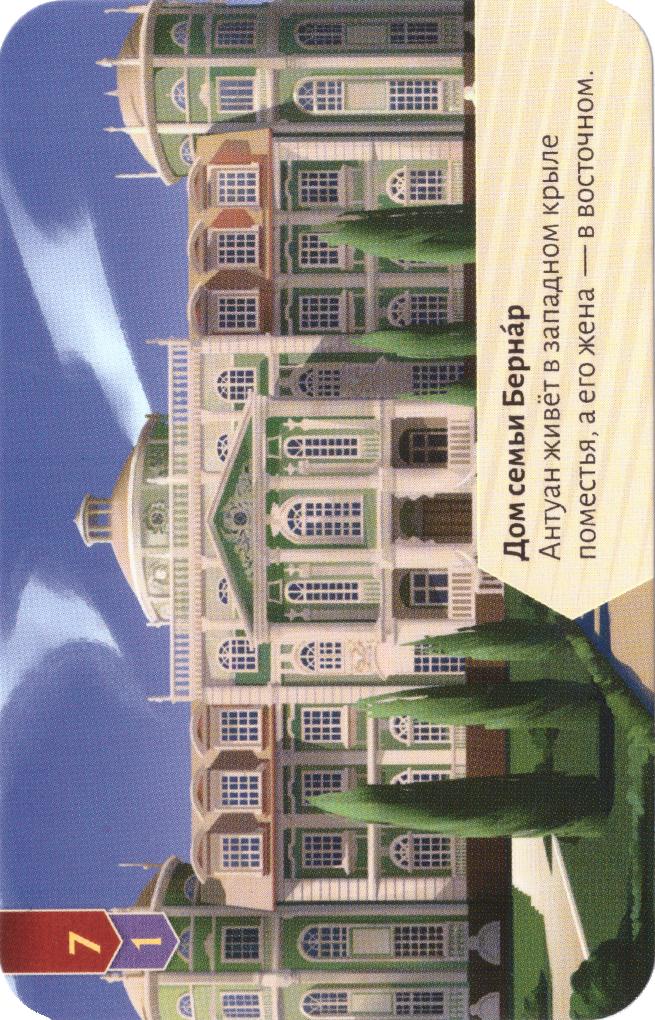 7
1
Дом семьи Берна́р
Антуан живёт в западном крыле
поместья, а его жена — в восточном.